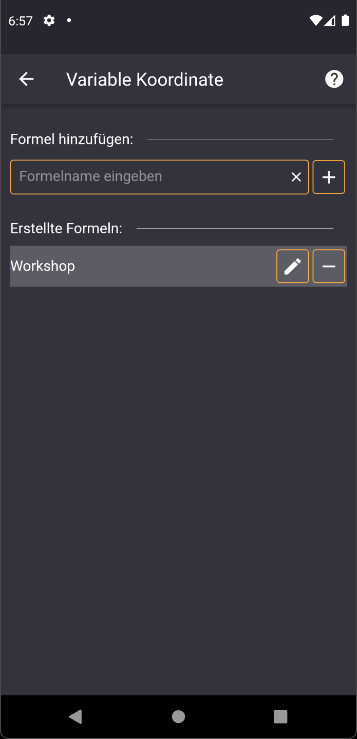 6:57
Variable Koordinate
Formel hinzufügen:
Formelname eingeben
Erstellte Formeln:
Workshop